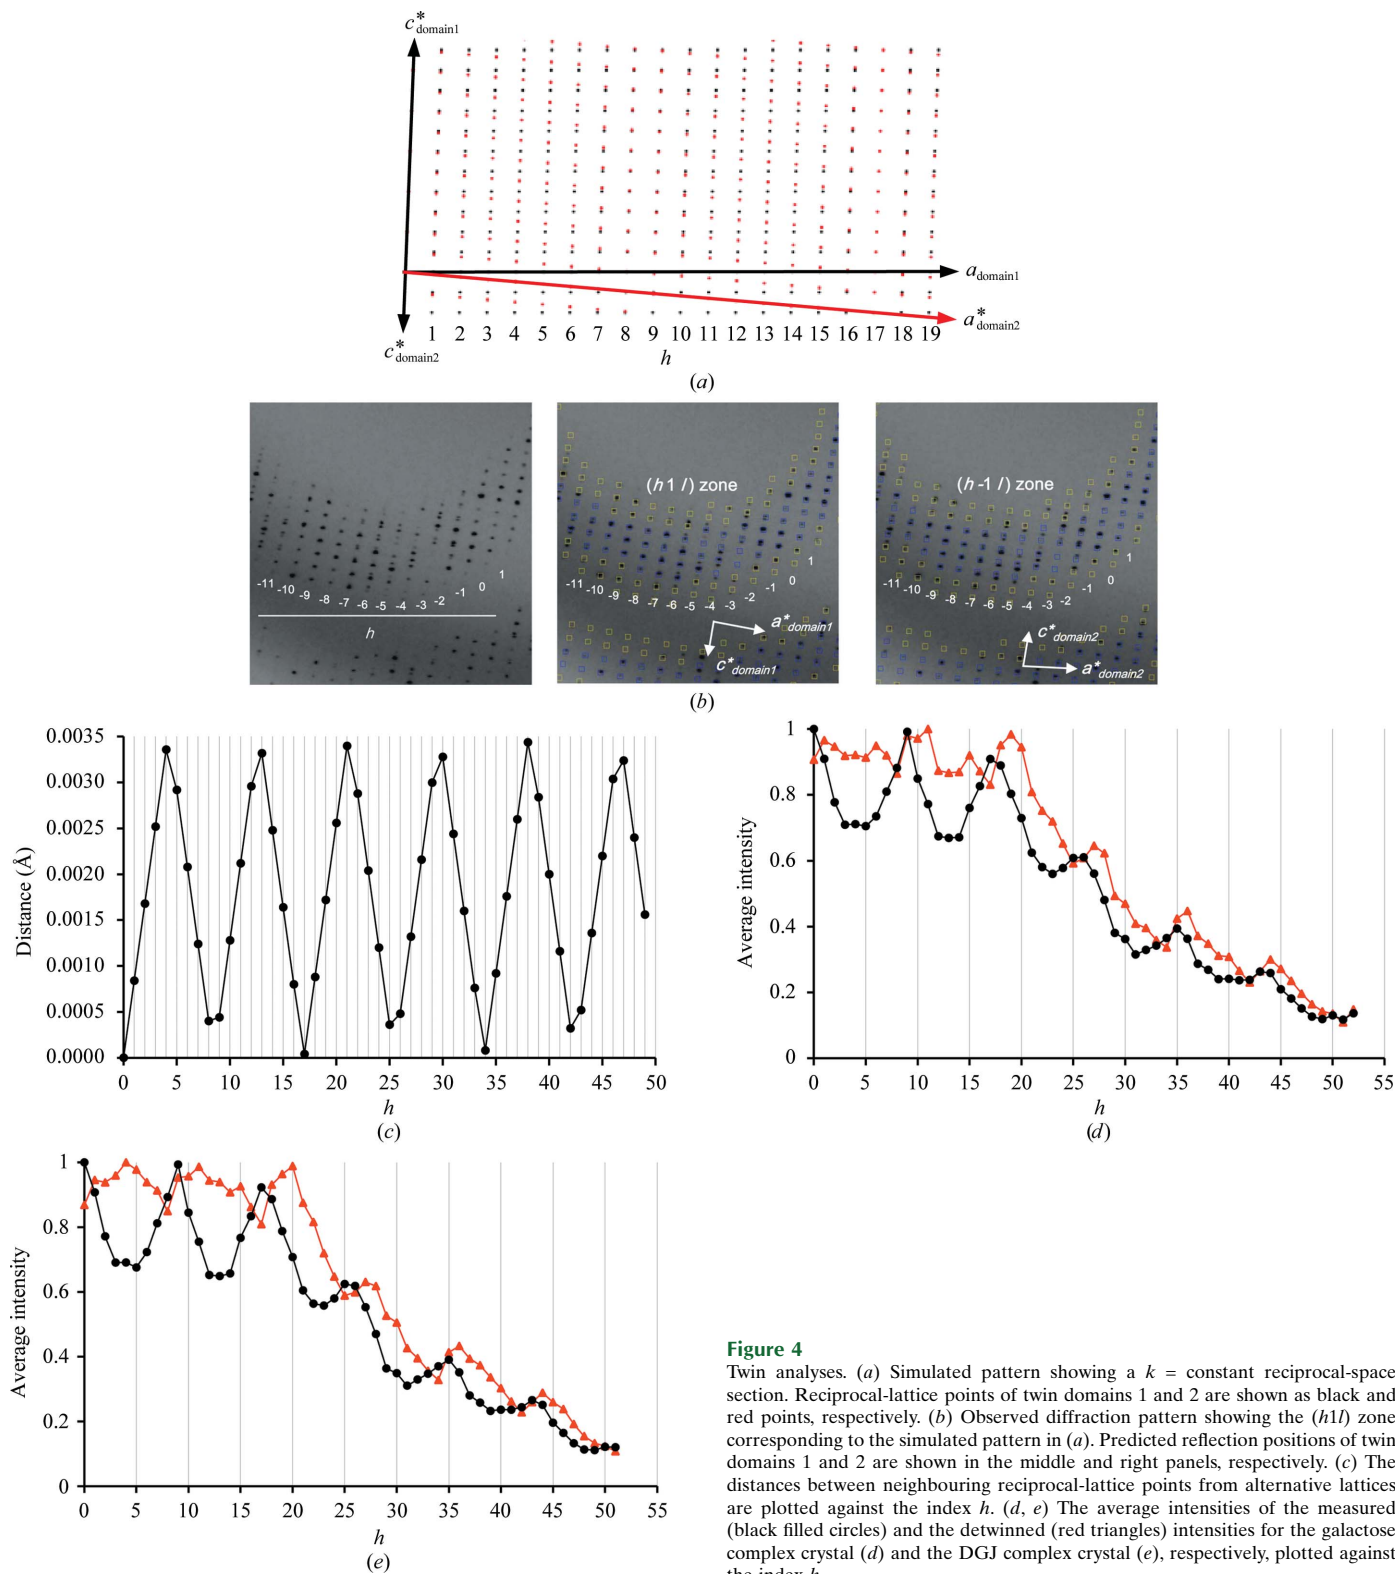 c*domain1
a domain1
a*domain2
c*domain2
1 2 3 4 5 6 7 8 9 10 11 12 13 14 15 16 17 18 19
h
(a)
(h 1 l) zone
(h -1 l) zone
-11 -10 -9 -8 -7 -6 -5 -4 -3 -2 -1 0 1
h
-11 -10 -9 -8 -7 -6 -5 -4 -3 -2 -1 0 1
a*domain1
c*domain1
-11 -10 -9 -8 -7 -6 -5 -4 -3 -2 -1 0 1
c*domain2
a*domain2
(b)
Distance (Å)
0.0035
0.0030
0.0025
0.0020
0.0015
0.0010
0.0005
0.0000
0 5 10 15 20 25 30 35 40 45 50
h
(c)
Average intensity
1
0.8
0.6
0.4
0.2
0
0 5 10 15 20 25 30 35 40 45 50 55
h
(d)
Average intensity
1
0.8
0.6
0.4
0.2
0
0 5 10 15 20 25 30 35 40 45 50 55
h
(e)
Figure 4
Twin analyses. (a) Simulated pattern showing a k = constant reciprocal-space
section. Reciprocal-lattice points of twin domains 1 and 2 are shown as black and
red points, respectively. (b) Observed diffraction pattern showing the (h1l) zone
corresponding to the simulated pattern in (a). Predicted reflection positions of twin
domains 1 and 2 are shown in the middle and right panels, respectively. (c) The
distances between neighbouring reciprocal-lattice points from alternative lattices
are plotted against the index h. (d, e) The average intensities of the measured
(black filled circles) and the detwinned (red triangles) intensities for the galactose
complex crystal (d) and the DGJ complex crystal (e), respectively, plotted against
the index h.